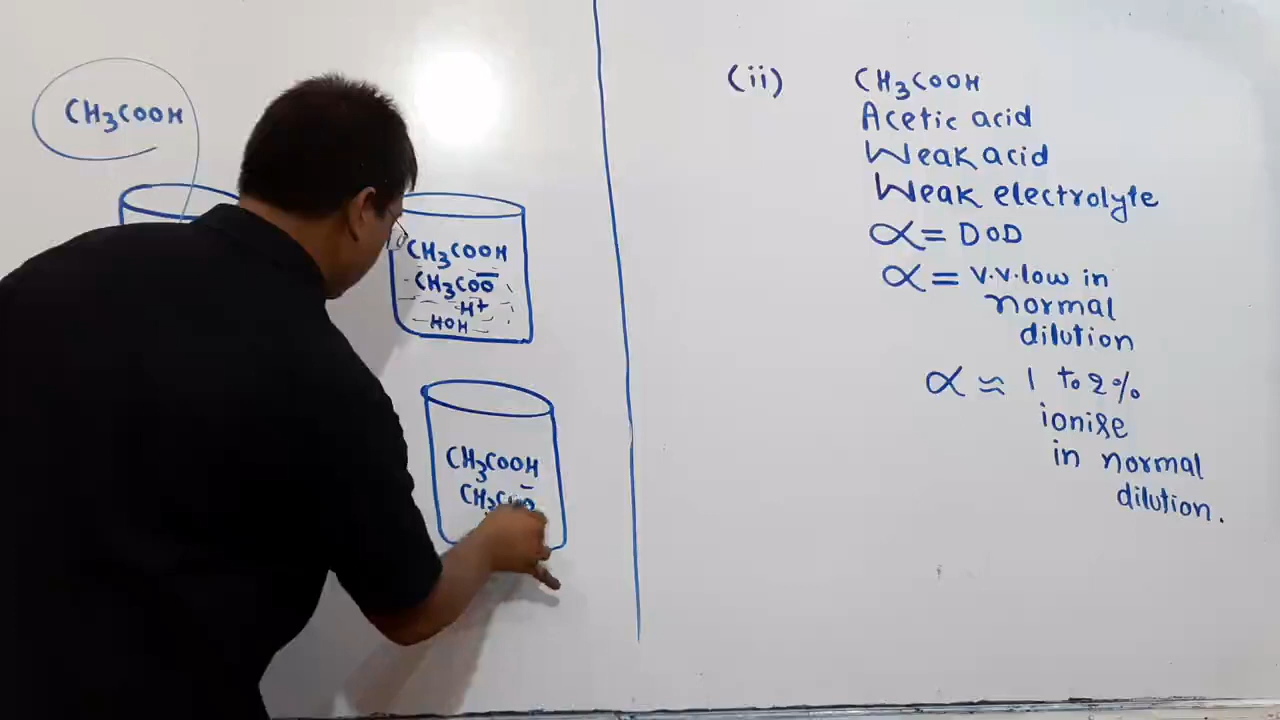 CH3COOH
CH3COOH
CH3COO̅
H+
HOH
CH3COOH
(ii) CH3COOH
Acetic acid
Weak acid
Weak electrolyte
α = DOD
α = v.v.low in
normal
dilution
α ≈ 1 to 2%
ionise
in normal
dilution.